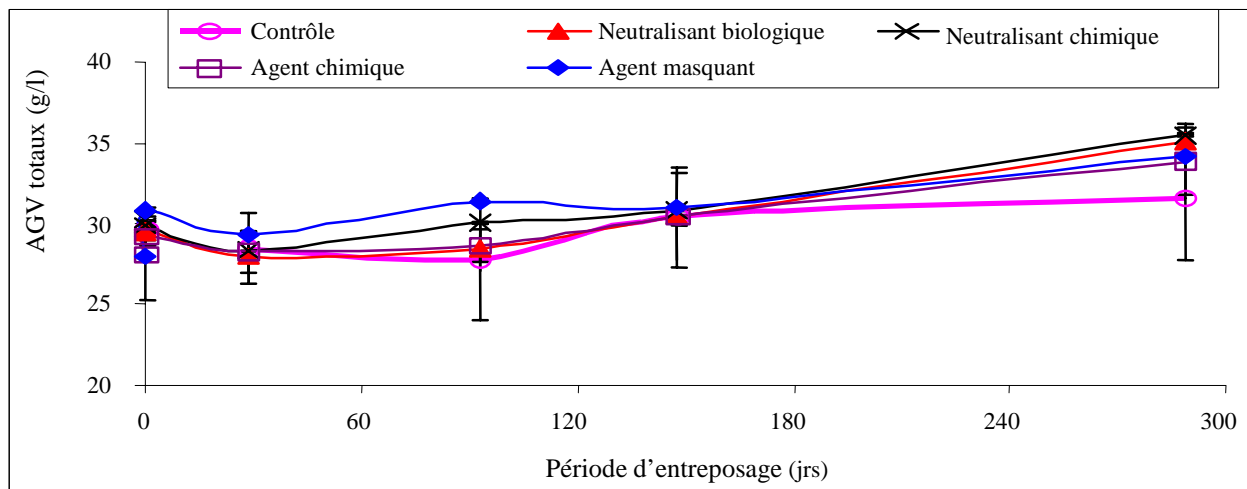 Contrôle
Neutralisant biologique
Neutralisant chimique
Agent chimique
Agent masquant
AGV totaux (g/l)
40
35
30
25
20
0
60
120
180
240
300
Période d’entreposage (jrs)